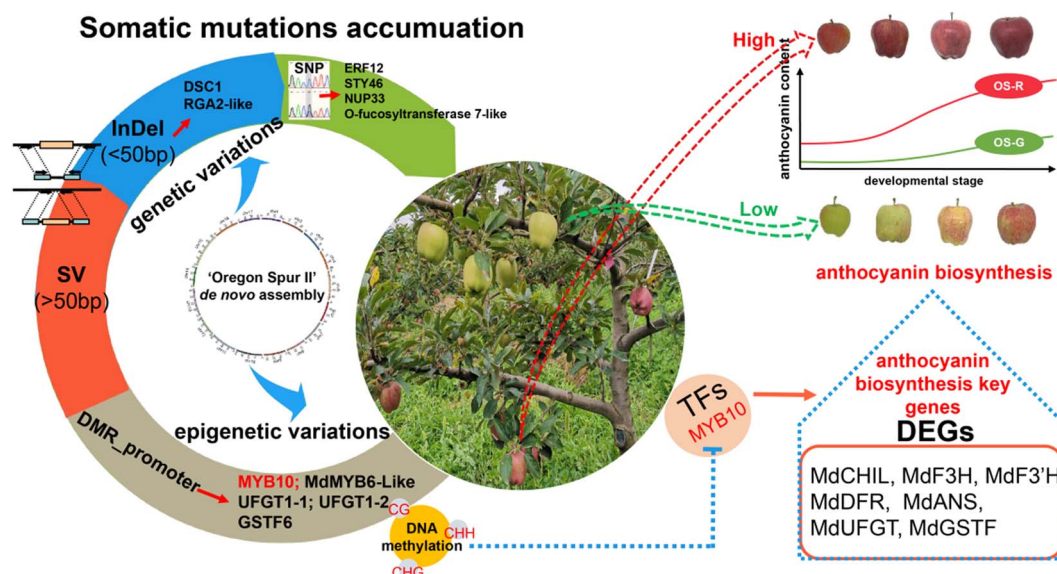 Somatic mutations accumuation
SNP
ERF12
STY46
NUP33
O-fucosyltransferase 7-like
DSC1
RGA2-like
InDel
(<50bp)
genetic variations
SV
(>50bp)
'Oregon Spur II'
de novo assembly
epigenetic variations
DMR_promoter
MYB10; MdMYB6-Like
UFGT1-1; UFGT1-2
GSTF6
CG
DNA
methylation
CHH
CHG
High
Low
anthocyanin content
OS-R
OS-G
developmental stage
anthocyanin biosynthesis
TFs
MYB10
anthocyanin
biosynthesis key
genes
DEGs
MdCHIL, MdF3H, MdF3'H
MdDFR, MdANS,
MdUFGT, MdGSTF